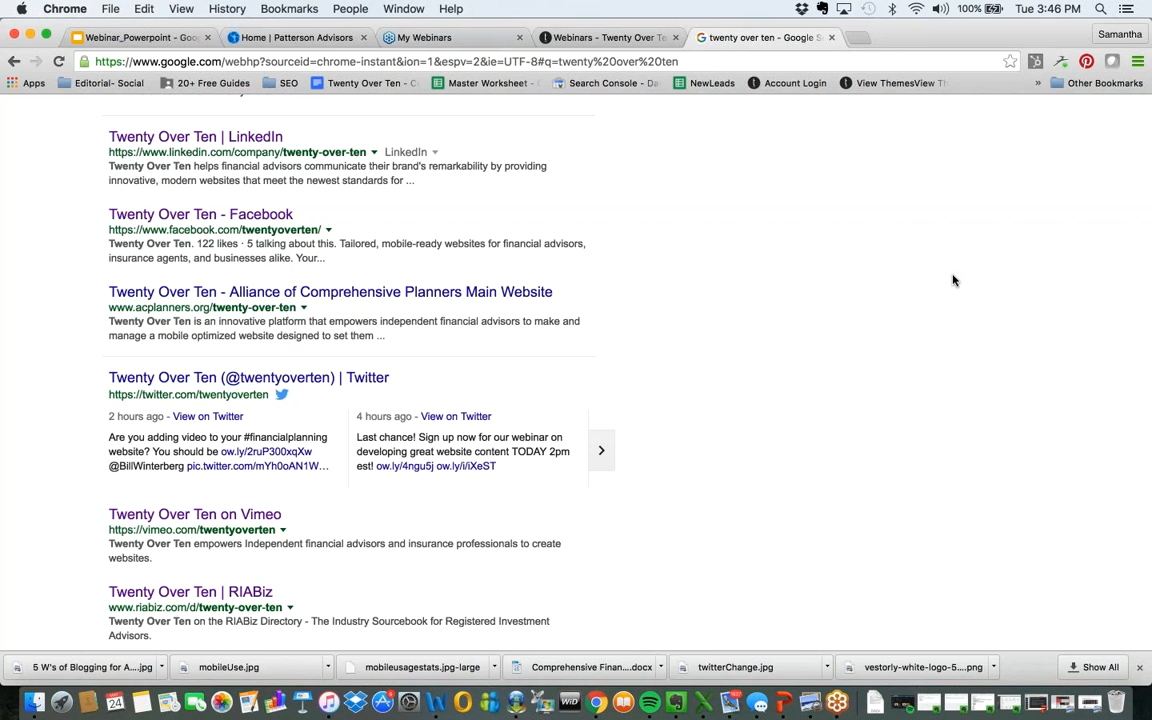 Chrome File Edit View History Bookmarks People Window Help 100% Tue 3:46 PM
Webinar_Powerpoint - Goo Home | Patterson Advisors My Webinars Webinars - Twenty Over Te twenty over ten - Google S Samantha
https://www.google.com/webhp?sourceid=chrome-instant&ion=1&espv=2&ie=UTF-8#q=twenty%20over%20ten
Apps Editorial- Social 20+ Free Guides SEO Twenty Over Ten - C Master Worksheet - Search Console - Da NewLeads Account Login View ThemesView Th » Other Bookmarks
Twenty Over Ten | LinkedIn
https://www.linkedin.com/company/twenty-over-ten LinkedIn
Twenty Over Ten helps financial advisors communicate their brand's remarkability by providing
innovative, modern websites that meet the newest standards for ...
Twenty Over Ten - Facebook
https://www.facebook.com/twentyoverten/
Twenty Over Ten. 122 likes · 5 talking about this. Tailored, mobile-ready websites for financial advisors,
insurance agents, and businesses alike. Your...
Twenty Over Ten - Alliance of Comprehensive Planners Main Website
www.acplanners.org/twenty-over-ten
Twenty Over Ten is an innovative platform that empowers independent financial advisors to make and
manage a mobile optimized website designed to set them ...
Twenty Over Ten (@twentyoverten) | Twitter
https://twitter.com/twentyoverten
2 hours ago - View on Twitter
Are you adding video to your #financialplanning
website? You should be ow.ly/2ruP300xqXw
@BillWinterberg pic.twitter.com/mYh0oAN1W...
4 hours ago - View on Twitter
Last chance! Sign up now for our webinar on
developing great website content TODAY 2pm
est! ow.ly/4ngu5j ow.ly/i/iXeST
Twenty Over Ten on Vimeo
https://vimeo.com/twentyoverten
Twenty Over Ten empowers Independent financial advisors and insurance professionals to create
websites.
Twenty Over Ten | RIABiz
www.riabiz.com/d/twenty-over-ten
Twenty Over Ten on the RIABiz Directory - The Industry Sourcebook for Registered Investment
Advisors.
5 W's of Blogging for A....jpg mobileUse.jpg mobileusagestats.jpg-large Comprehensive Finan....docx twitterChange.jpg vestorly-white-logo-5....png Show All
24 WiD